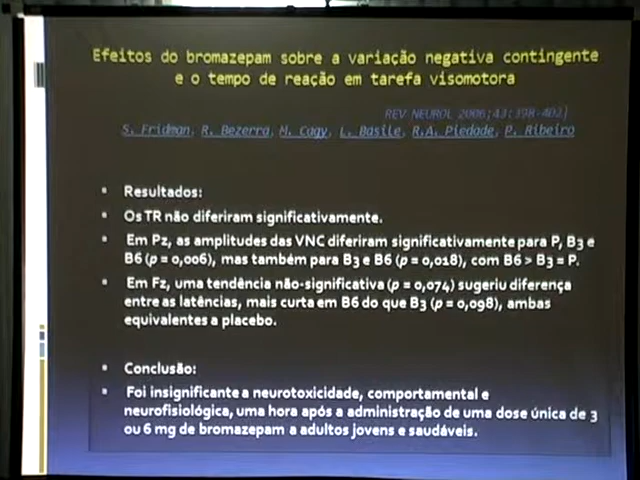 Efeitos do bromazepam sobre a variação negativa contingente
e o tempo de reação em tarefa visomotora
REV NEUROL 2006;43:398-402]
S. Fridman, R. Bezerra, M. Cagy, L. Basile, R.A. Piedade, P. Ribeiro
Resultados:
Os TR não diferiram significativamente.
Em Pz, as amplitudes das VNC diferiram significativamente para P, B3 e
B6 (p = 0,006), mas também para B3 e B6 (p = 0,018), com B6 > B3 = P.
Em Fz, uma tendência não-significativa (p = 0,074) sugeriu diferença
entre as latências, mais curta em B6 do que B3 (p = 0,098), ambas
equivalentes a placebo.
Conclusão:
Foi insignificante a neurotoxicidade, comportamental e
neurofisiológica, uma hora após a administração de uma dose única de 3
ou 6 mg de bromazepam a adultos jovens e saudáveis.